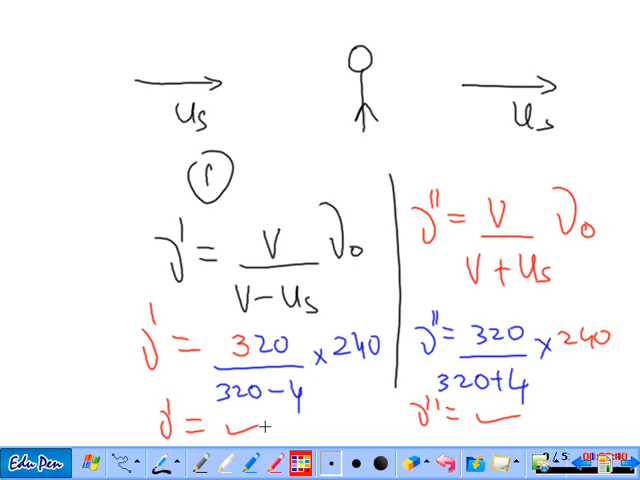 us
us
1
ν' = V / (V − us) ν0
ν'' = V / (V + us) ν0
ν' = 320 / (320−4) × 240
ν'' = 320 / (320+4) × 240
ν' = ✓
ν'' = ✓
Edu Pen